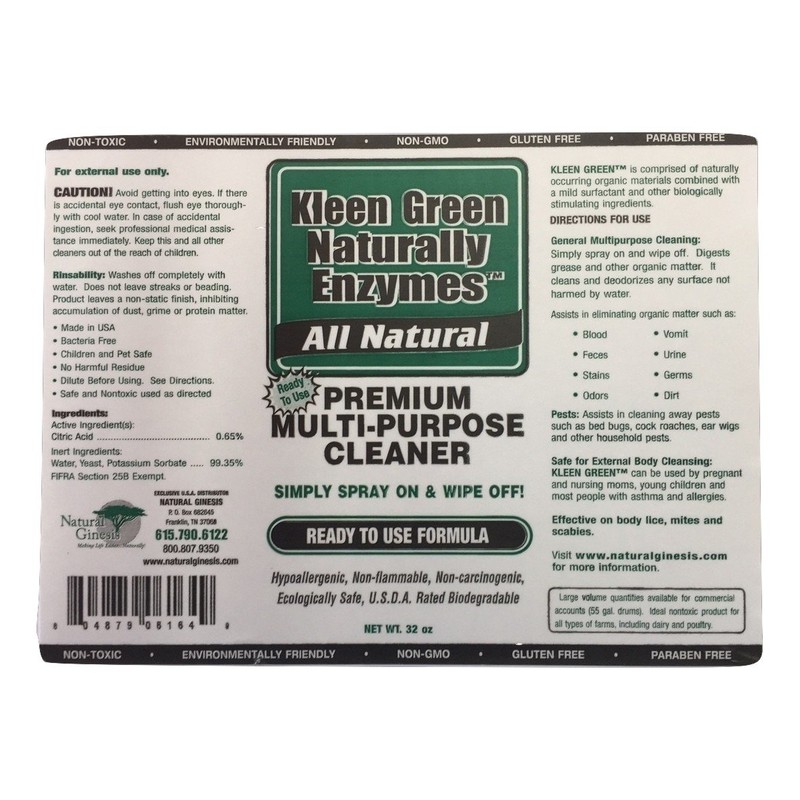 NON-TOXIC • ENVIRONMENTALLY FRIENDLY • NON-GMO • GLUTEN FREE • PARABEN FREE
For external use only.
CAUTION! Avoid getting into eyes. If there
is accidental eye contact, flush eye thorough-
ly with cool water. In case of accidental
ingestion, seek professional medical assis-
tance immediately. Keep this and all other
cleaners out of the reach of children.
Rinsability: Washes off completely with
water. Does not leave streaks or beading.
Product leaves a non-static finish, inhibiting
accumulation of dust, grime or protein matter.
• Made in USA
• Bacteria Free
• Children and Pet Safe
• No Harmful Residue
• Dilute Before Using. See Directions.
• Safe and Nontoxic used as directed
Ingredients:
Active Ingredient(s):
Citric Acid ........................................ 0.65%
Inert Ingredients:
Water, Yeast, Potassium Sorbate ..... 99.35%
FIFRA Section 25B Exempt.
Natural
Ginesis
Making Life Easier...Naturally!
EXCLUSIVE U.S.A. DISTRIBUTOR
NATURAL GINESIS
P. O. Box 682645
Franklin, TN 37068
615.790.6122
800.807.9350
www.naturalginesis.com
6 04879 06164 9
Kleen Green
Naturally
Enzymes™
All Natural
Ready
To Use
PREMIUM
MULTI-PURPOSE
CLEANER
SIMPLY SPRAY ON & WIPE OFF!
READY TO USE FORMULA
Hypoallergenic, Non-flammable, Non-carcinogenic,
Ecologically Safe, U.S.D.A. Rated Biodegradable
NET WT. 32 oz
KLEEN GREEN™ is comprised of naturally
occurring organic materials combined with
a mild surfactant and other biologically
stimulating ingredients.
DIRECTIONS FOR USE
General Multipurpose Cleaning:
Simply spray on and wipe off. Digests
grease and other organic matter. It
cleans and deodorizes any surface not
harmed by water.
Assists in eliminating organic matter such as:
• Blood • Vomit
• Feces • Urine
• Stains • Germs
• Odors • Dirt
Pests: Assists in cleaning away pests
such as bed bugs, cock roaches, ear wigs
and other household pests.
Safe for External Body Cleansing:
KLEEN GREEN™ can be used by pregnant
and nursing moms, young children and
most people with asthma and allergies.
Effective on body lice, mites and
scabies.
Visit www.naturalginesis.com
for more information.
Large volume quantities available for commercial
accounts (55 gal. drums). Ideal nontoxic product for
all types of farms, including dairy and poultry.
NON-TOXIC • ENVIRONMENTALLY FRIENDLY • NON-GMO • GLUTEN FREE • PARABEN FREE